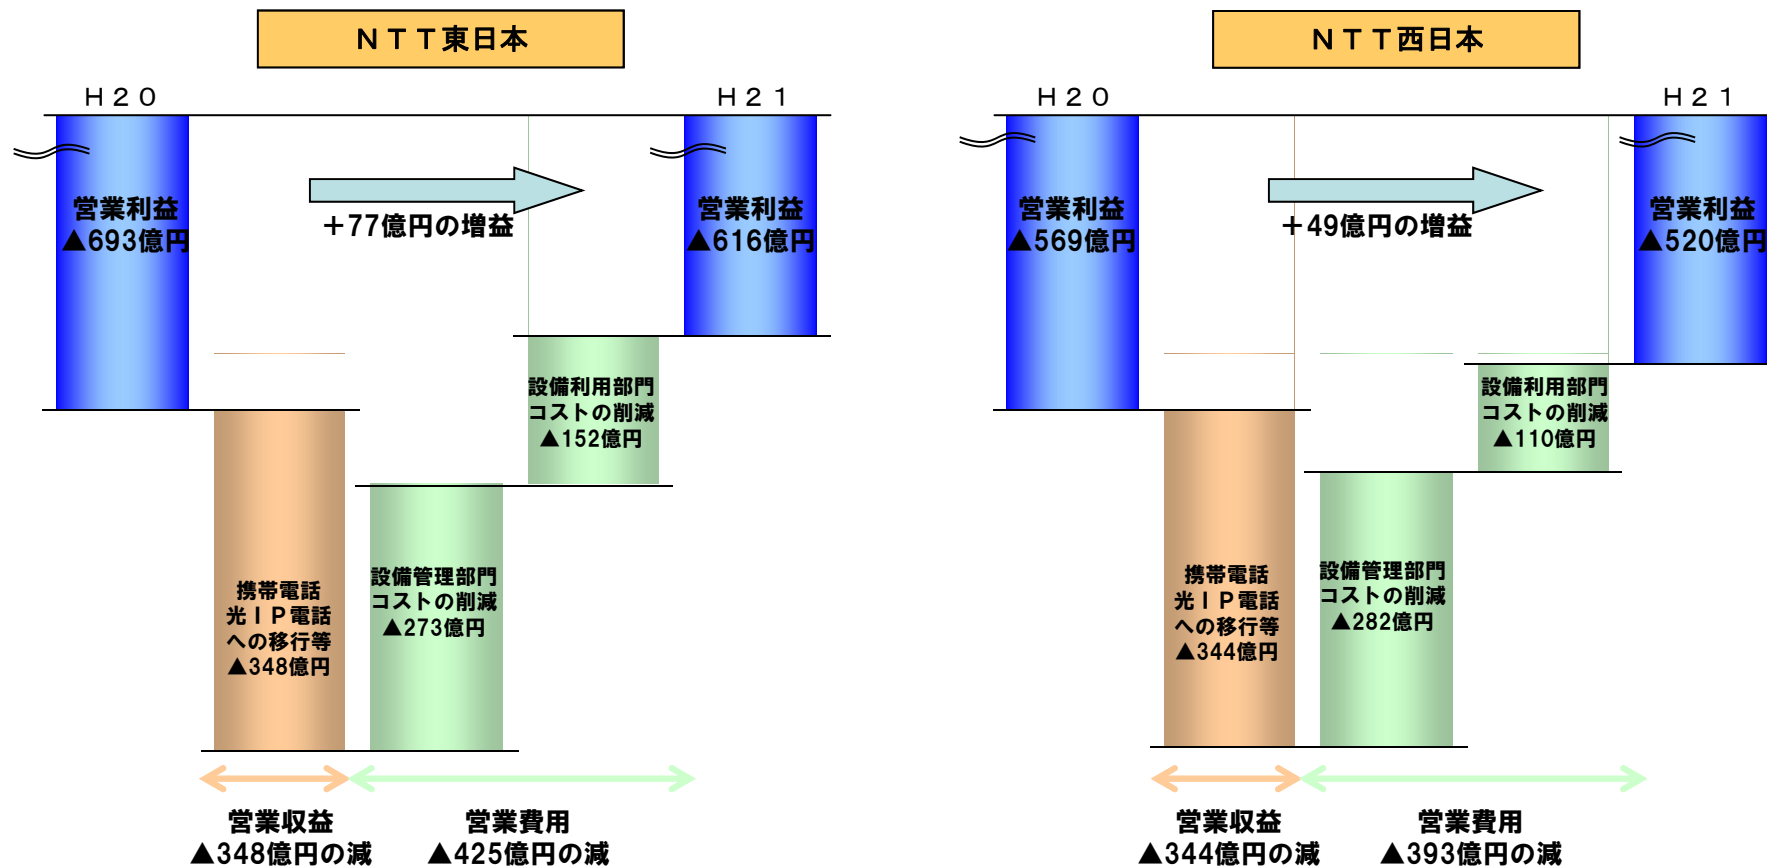 ＮＴＴ東日本
Ｈ２０
Ｈ２１
営業利益
▲693億円
＋77億円の増益
営業利益
▲616億円
設備利用部門
コストの削減
▲152億円
設備管理部門
コストの削減
▲273億円
携帯電話
光ＩＰ電話
への移行等
▲348億円
営業収益
▲348億円の減
営業費用
▲425億円の減
ＮＴＴ西日本
Ｈ２０
Ｈ２１
営業利益
▲569億円
＋49億円の増益
営業利益
▲520億円
設備利用部門
コストの削減
▲110億円
設備管理部門
コストの削減
▲282億円
携帯電話
光ＩＰ電話
への移行等
▲344億円
営業収益
▲344億円の減
営業費用
▲393億円の減